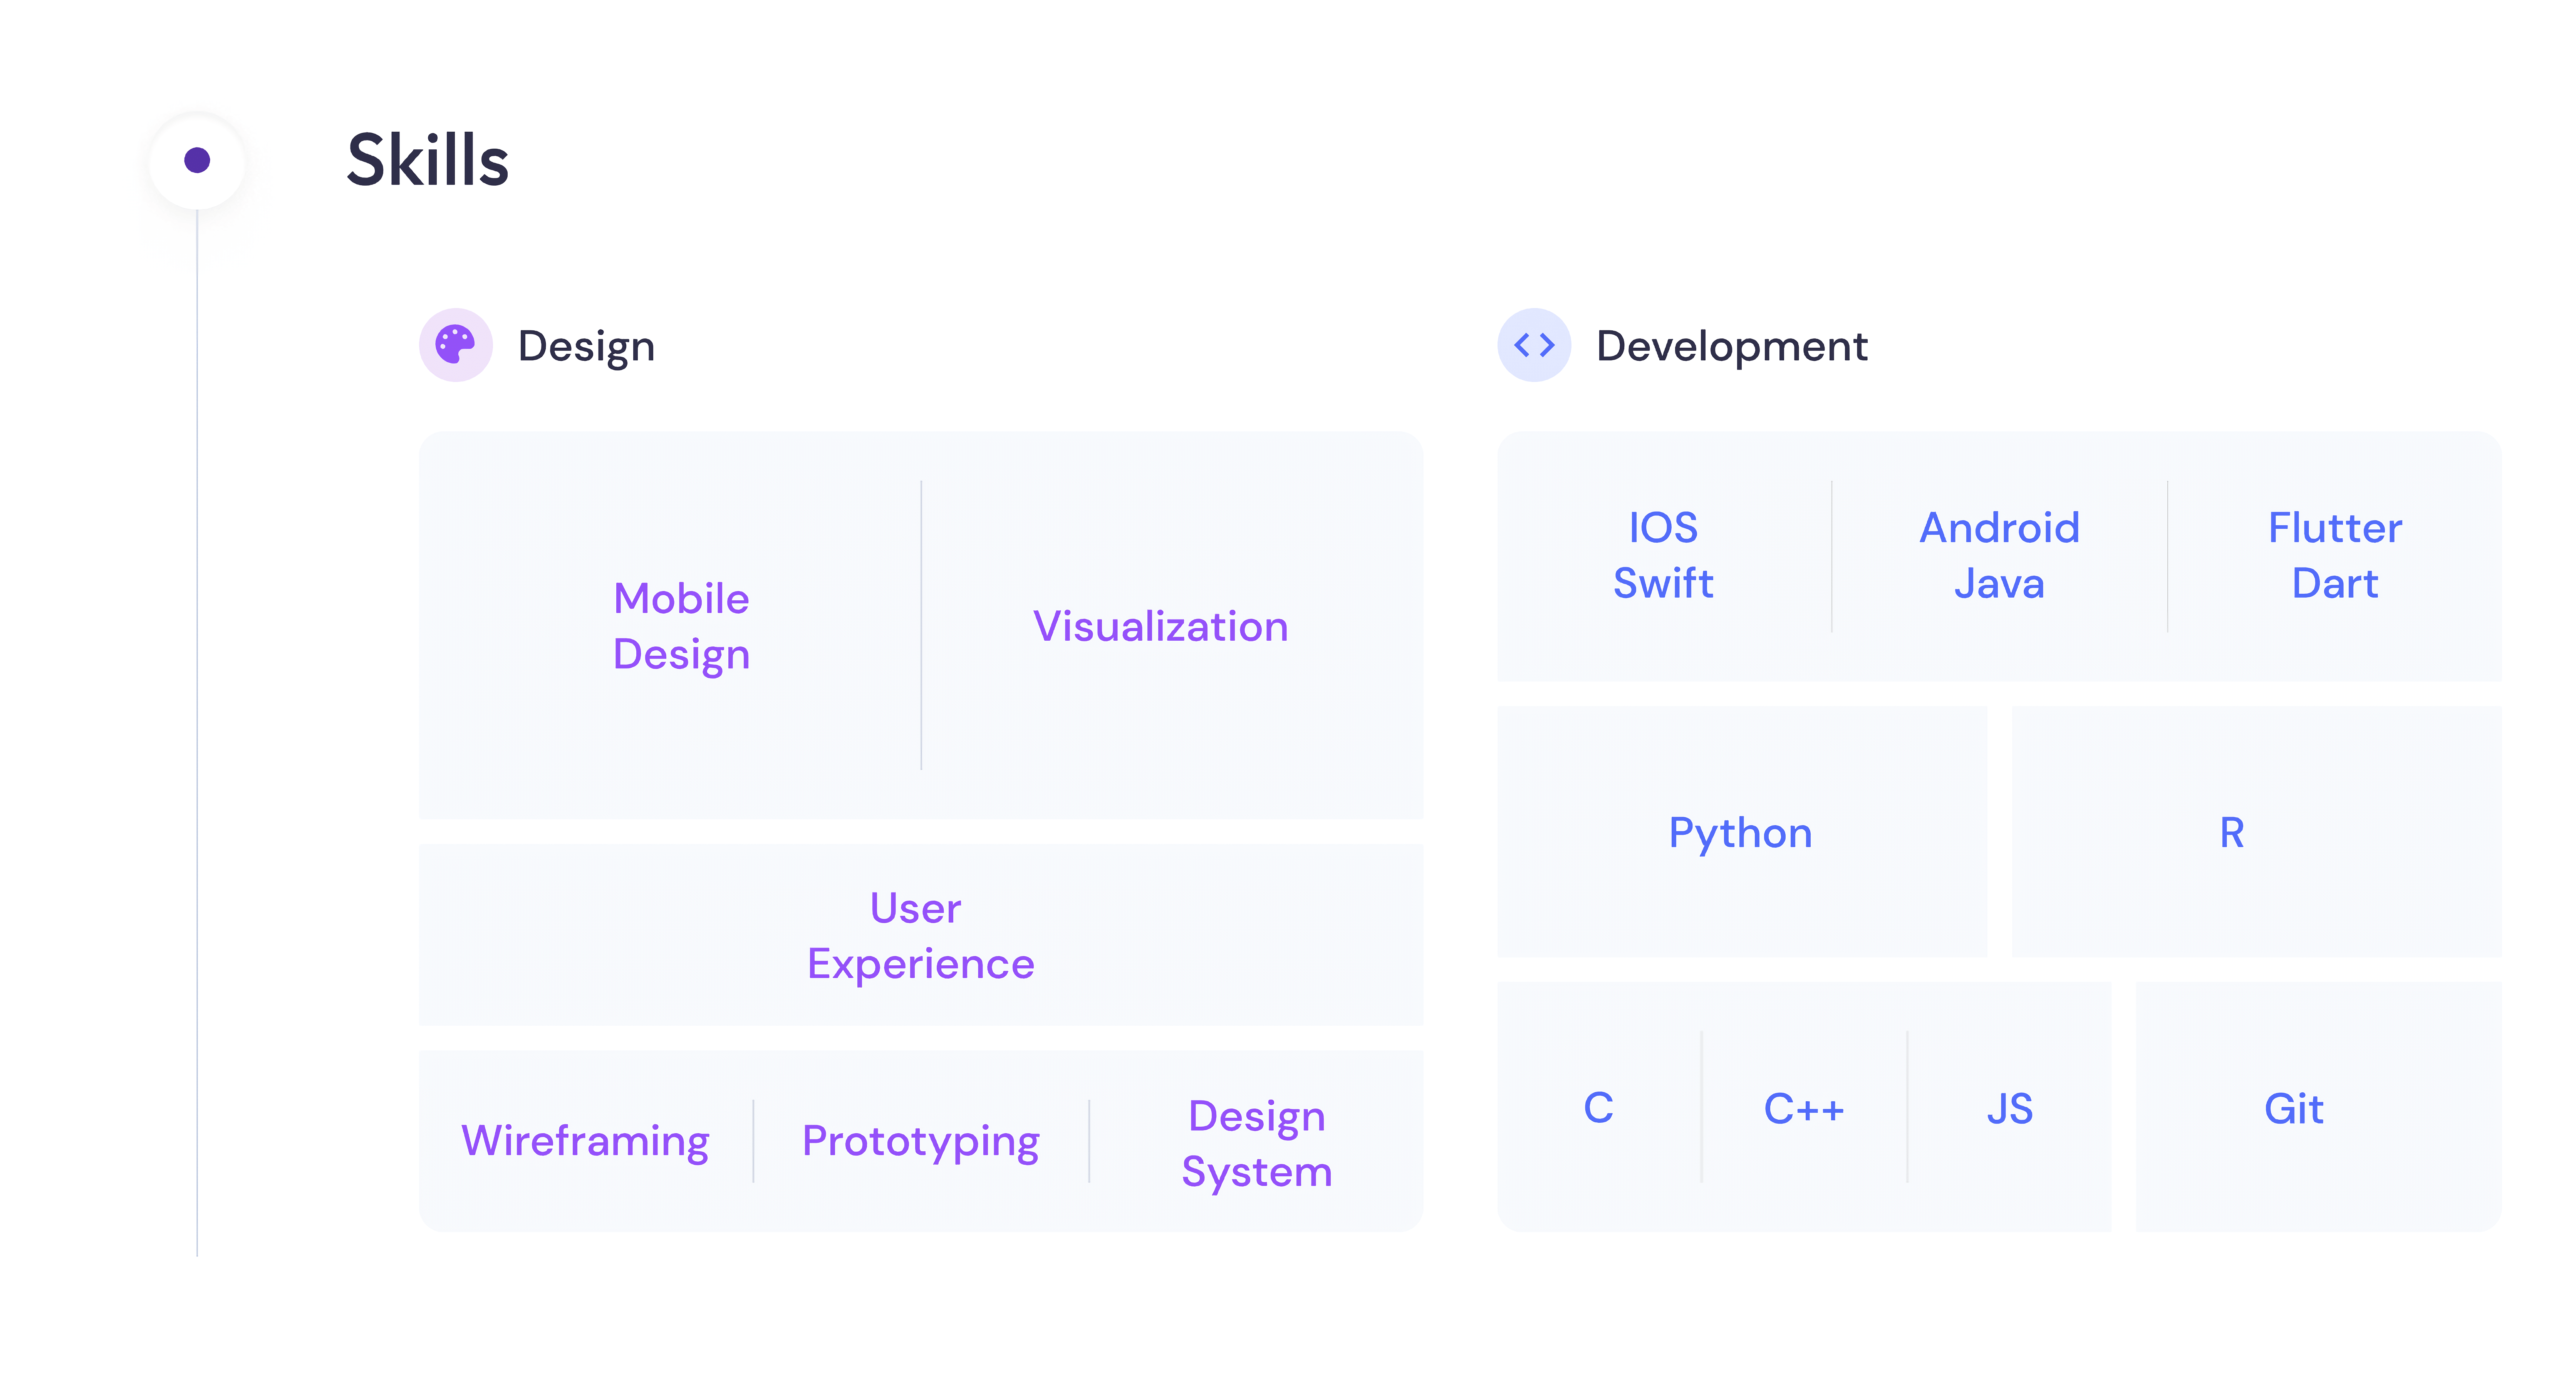 Skills
Design
Mobile
Design
Visualization
User
Experience
Wireframing
Prototyping
Design
System
Development
IOS
Swift
Android
Java
Flutter
Dart
Python
R
C
C++
JS
Git